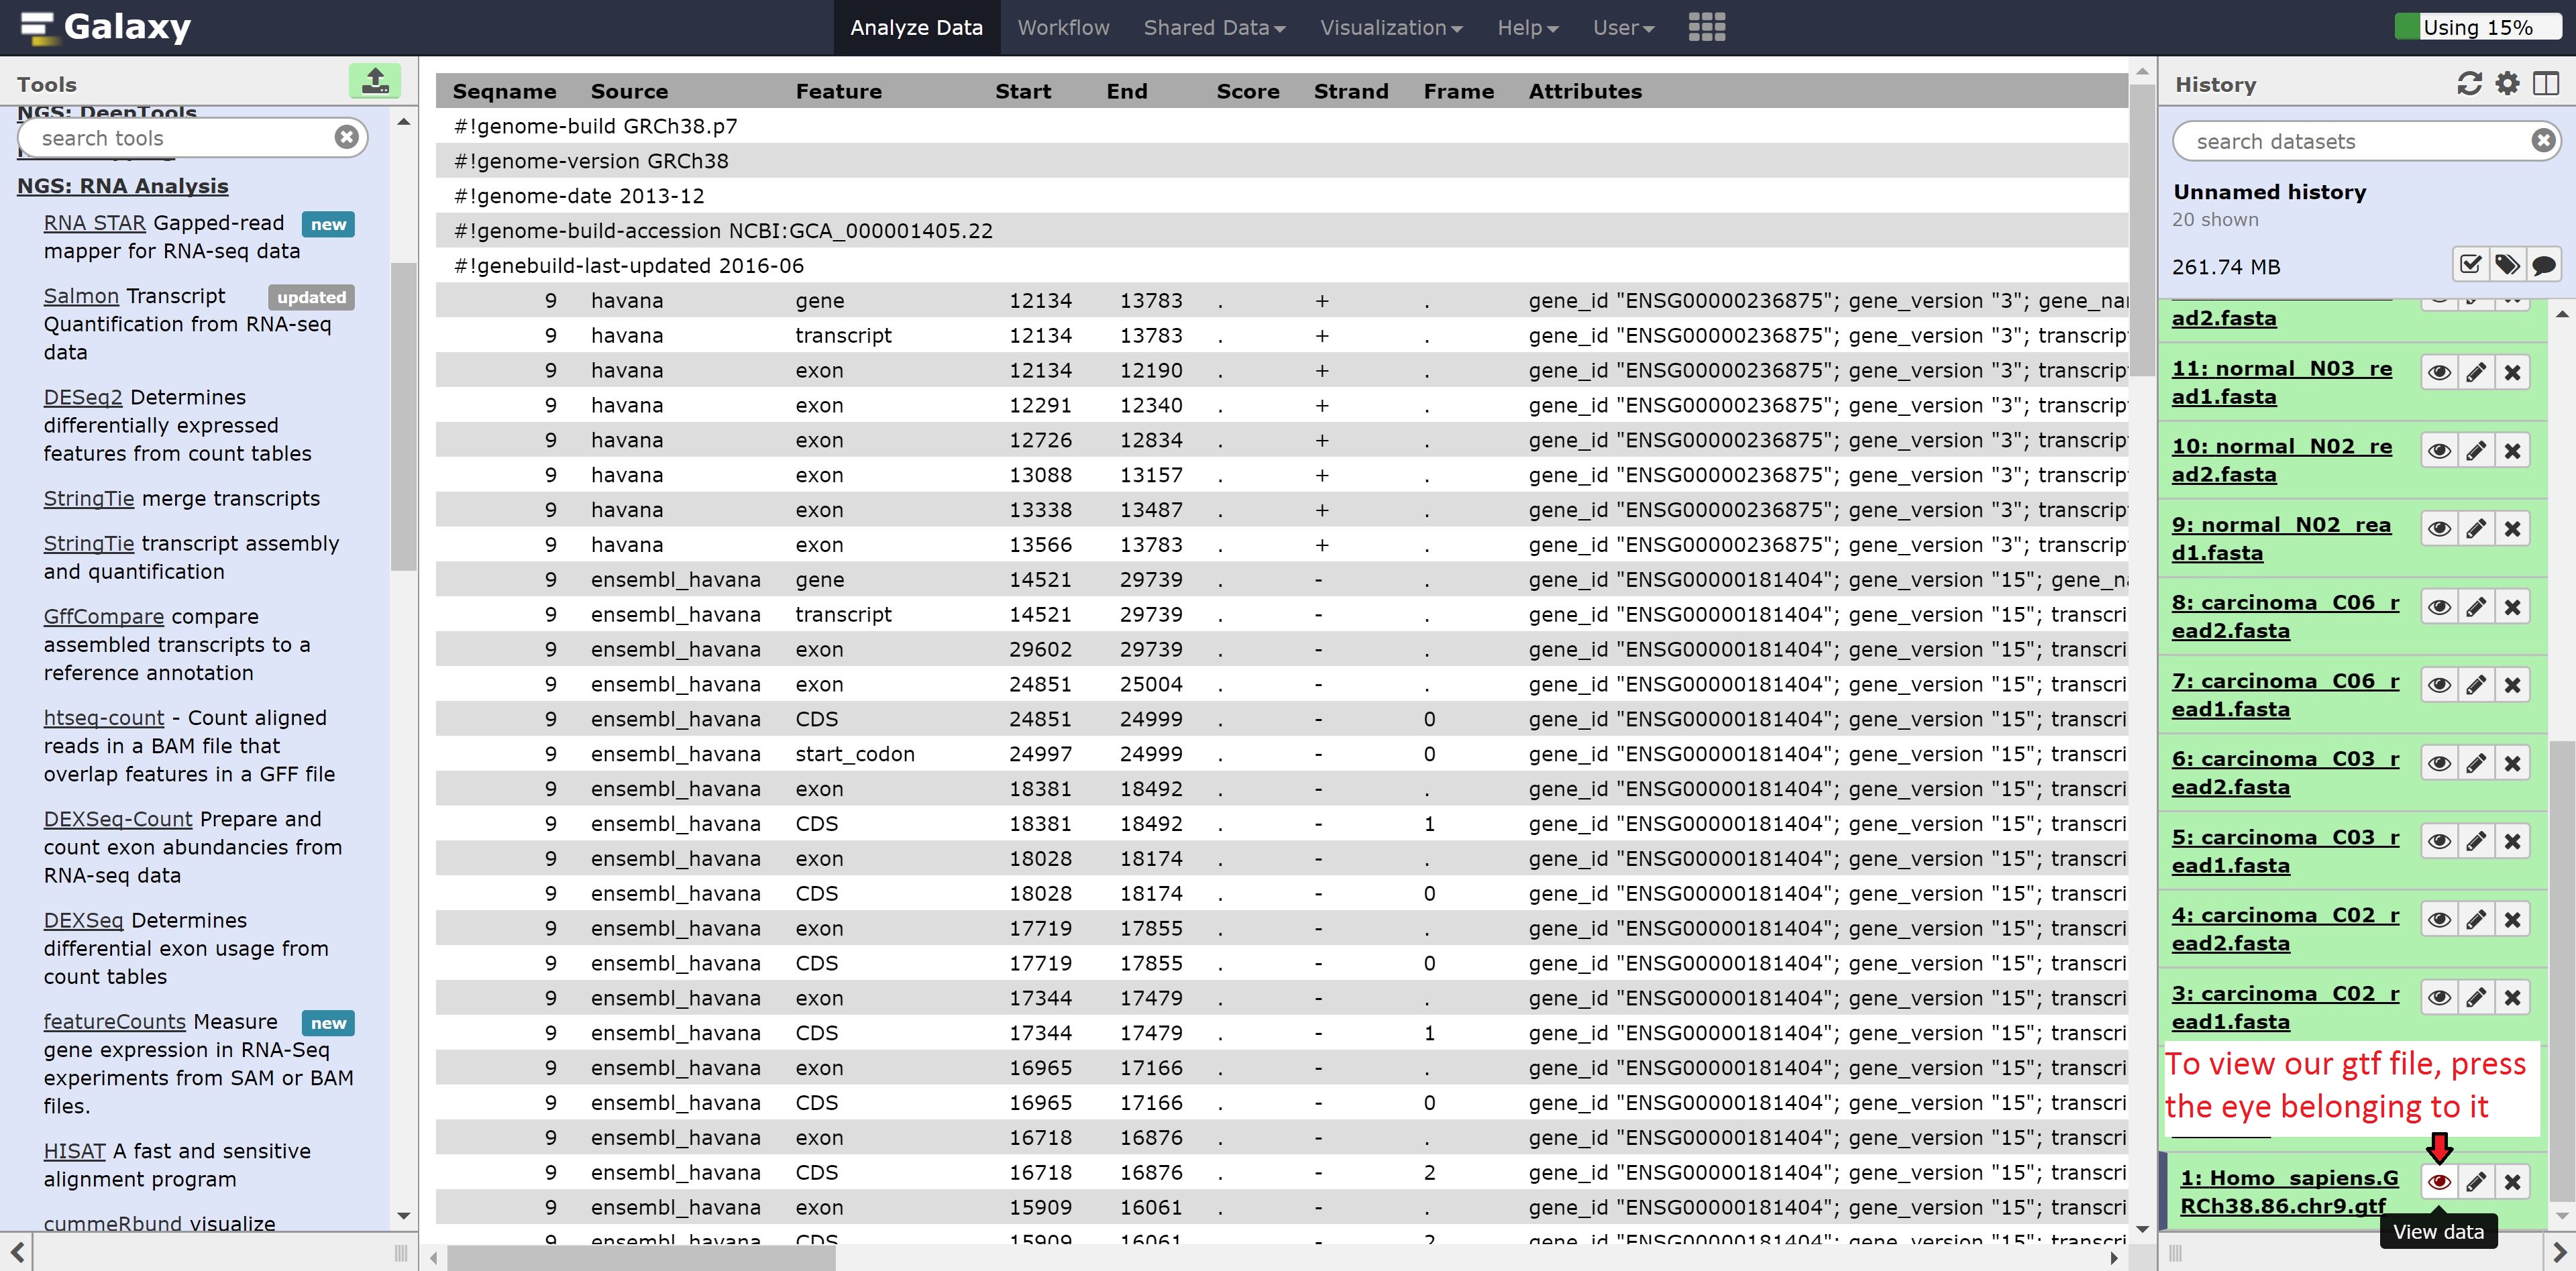 Galaxy
Analyze Data Workflow Shared Data Visualization Help User
Using 15%
Tools
NGS: DeepTools
search tools
NGS: RNA Analysis
RNA STAR Gapped-read new
mapper for RNA-seq data
Salmon Transcript updated
Quantification from RNA-seq
data
DESeq2 Determines
differentially expressed
features from count tables
StringTie merge transcripts
StringTie transcript assembly
and quantification
GffCompare compare
assembled transcripts to a
reference annotation
htseq-count - Count aligned
reads in a BAM file that
overlap features in a GFF file
DEXSeq-Count Prepare and
count exon abundancies from
RNA-seq data
DEXSeq Determines
differential exon usage from
count tables
featureCounts Measure new
gene expression in RNA-Seq
experiments from SAM or BAM
files.
HISAT A fast and sensitive
alignment program
cummeRbund visualize
Seqname Source Feature Start End Score Strand Frame Attributes
#!genome-build GRCh38.p7
#!genome-version GRCh38
#!genome-date 2013-12
#!genome-build-accession NCBI:GCA_000001405.22
#!genebuild-last-updated 2016-06
9 havana gene 12134 13783 . + . gene_id "ENSG00000236875"; gene_version "3"; gene_na
9 havana transcript 12134 13783 . + . gene_id "ENSG00000236875"; gene_version "3"; transcrip
9 havana exon 12134 12190 . + . gene_id "ENSG00000236875"; gene_version "3"; transcrip
9 havana exon 12291 12340 . + . gene_id "ENSG00000236875"; gene_version "3"; transcrip
9 havana exon 12726 12834 . + . gene_id "ENSG00000236875"; gene_version "3"; transcrip
9 havana exon 13088 13157 . + . gene_id "ENSG00000236875"; gene_version "3"; transcrip
9 havana exon 13338 13487 . + . gene_id "ENSG00000236875"; gene_version "3"; transcrip
9 havana exon 13566 13783 . + . gene_id "ENSG00000236875"; gene_version "3"; transcrip
9 ensembl_havana gene 14521 29739 . - . gene_id "ENSG00000181404"; gene_version "15"; gene_n
9 ensembl_havana transcript 14521 29739 . - . gene_id "ENSG00000181404"; gene_version "15"; transcri
9 ensembl_havana exon 29602 29739 . - . gene_id "ENSG00000181404"; gene_version "15"; transcri
9 ensembl_havana exon 24851 25004 . - . gene_id "ENSG00000181404"; gene_version "15"; transcri
9 ensembl_havana CDS 24851 24999 . - 0 gene_id "ENSG00000181404"; gene_version "15"; transcri
9 ensembl_havana start_codon 24997 24999 . - 0 gene_id "ENSG00000181404"; gene_version "15"; transcri
9 ensembl_havana exon 18381 18492 . - . gene_id "ENSG00000181404"; gene_version "15"; transcri
9 ensembl_havana CDS 18381 18492 . - 1 gene_id "ENSG00000181404"; gene_version "15"; transcri
9 ensembl_havana exon 18028 18174 . - . gene_id "ENSG00000181404"; gene_version "15"; transcri
9 ensembl_havana CDS 18028 18174 . - 0 gene_id "ENSG00000181404"; gene_version "15"; transcri
9 ensembl_havana exon 17719 17855 . - . gene_id "ENSG00000181404"; gene_version "15"; transcri
9 ensembl_havana CDS 17719 17855 . - 0 gene_id "ENSG00000181404"; gene_version "15"; transcri
9 ensembl_havana exon 17344 17479 . - . gene_id "ENSG00000181404"; gene_version "15"; transcri
9 ensembl_havana CDS 17344 17479 . - 1 gene_id "ENSG00000181404"; gene_version "15"; transcri
9 ensembl_havana exon 16965 17166 . - . gene_id "ENSG00000181404"; gene_version "15"; transcri
9 ensembl_havana CDS 16965 17166 . - 0 gene_id "ENSG00000181404"; gene_version "15"; transcri
9 ensembl_havana exon 16718 16876 . - . gene_id "ENSG00000181404"; gene_version "15"; transcri
9 ensembl_havana CDS 16718 16876 . - 2 gene_id "ENSG00000181404"; gene_version "15"; transcri
9 ensembl_havana exon 15909 16061 . - . gene_id "ENSG00000181404"; gene_version "15"; transcri
9 ensembl_havana CDS 15909 16061 . - 2 gene_id "ENSG00000181404"; gene_version "15"; transcri
History
search datasets
Unnamed history
20 shown
261.74 MB
ad2.fasta
11: normal_N03_re
ad1.fasta
10: normal_N02_re
ad2.fasta
9: normal_N02_rea
d1.fasta
8: carcinoma_C06_r
ead2.fasta
7: carcinoma_C06_r
ead1.fasta
6: carcinoma_C03_r
ead2.fasta
5: carcinoma_C03_r
ead1.fasta
4: carcinoma_C02_r
ead2.fasta
3: carcinoma_C02_r
ead1.fasta
To view our gtf file, press
the eye belonging to it
1: Homo_sapiens.G
RCh38.86.chr9.gtf
View data